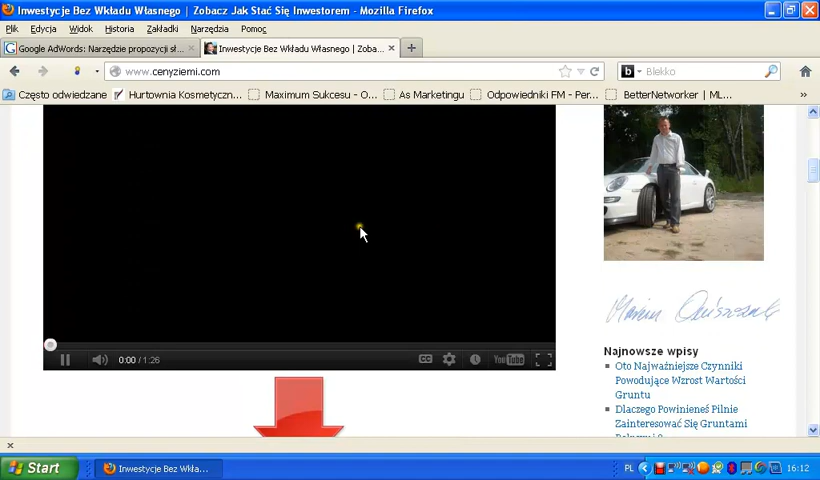 Inwestycje Bez Wkładu Własnego | Zobacz Jak Stać Się Inwestorem - Mozilla Firefox
Plik Edycja Widok Historia Zakładki Narzędzia Pomoc
Google AdWords: Narzędzie propozycji sł... Inwestycje Bez Wkładu Własnego | Zoba...
www.cenyziemi.com Blekko
Często odwiedzane Hurtownia Kosmetyczn... Maximum Sukcesu - O... As Marketingu Odpowiedniki FM - Per... BetterNetworker | ML...
0:00 / 1:26 CC YouTube
Najnowsze wpisy
Oto Najważniejsze Czynniki
Powodujące Wzrost Wartości
Gruntu
Dlaczego Powinieneś Pilnie
Zainteresować Się Gruntami
Start Inwestycje Bez Wkła... PL 16:12